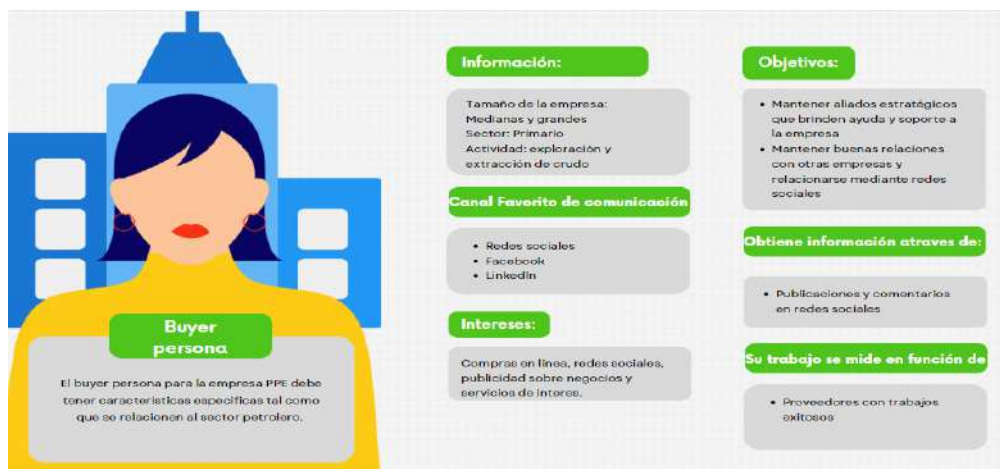 Buyer
persona
El buyer persona para la empresa PPE debe
tener características específicas tal como
que se relacionen al sector petrolero.
Información:
Tamaño de la empresa:
Medianas y grandes
Sector: Primario
Actividad: exploración y
extracción de crudo
Canal Favorito de comunicación
• Redes sociales
• Facebook
• LinkedIn
Intereses:
Compras en línea, redes sociales,
publicidad sobre negocios y
servicios de interes.
Objetivos:
• Mantener aliados estratégicos
que brinden ayuda y soporte a
la empresa
• Mantener buenas relaciones
con otras empresas y
relacionarse mediante redes
sociales
Obtiene información atraves de:
• Publicaciones y comentarios
en redes sociales
Su trabajo se mide en función de
• Proveedores con trabajos
exitosos